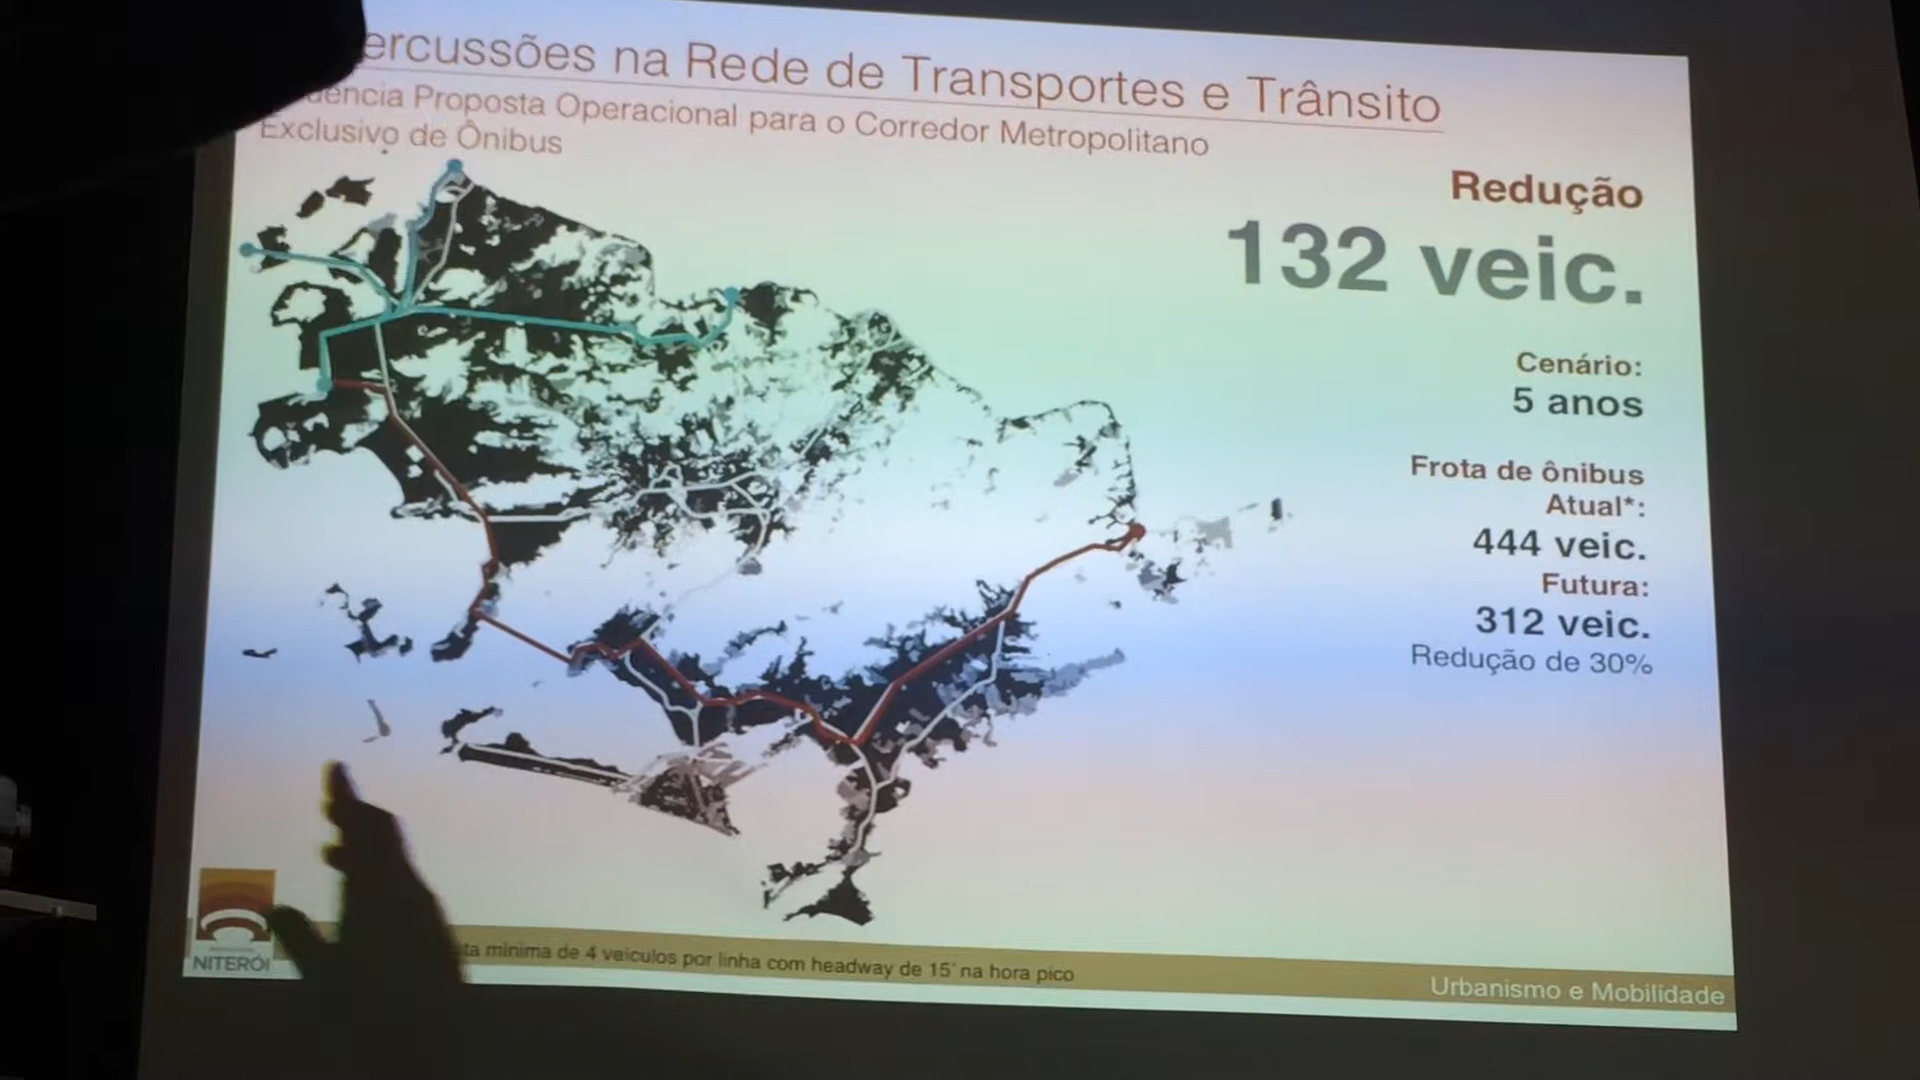 ercussões na Rede de Transportes e Trânsito
Proposta Operacional para o Corredor Metropolitano
Exclusivo de Ônibus
Redução
132 veic.
Cenário:
5 anos
Frota de ônibus
Atual*:
444 veic.
Futura:
312 veic.
Redução de 30%
NITERÓI
mínima de 4 veículos por linha com headway de 15' na hora pico
Urbanismo e Mobilidade